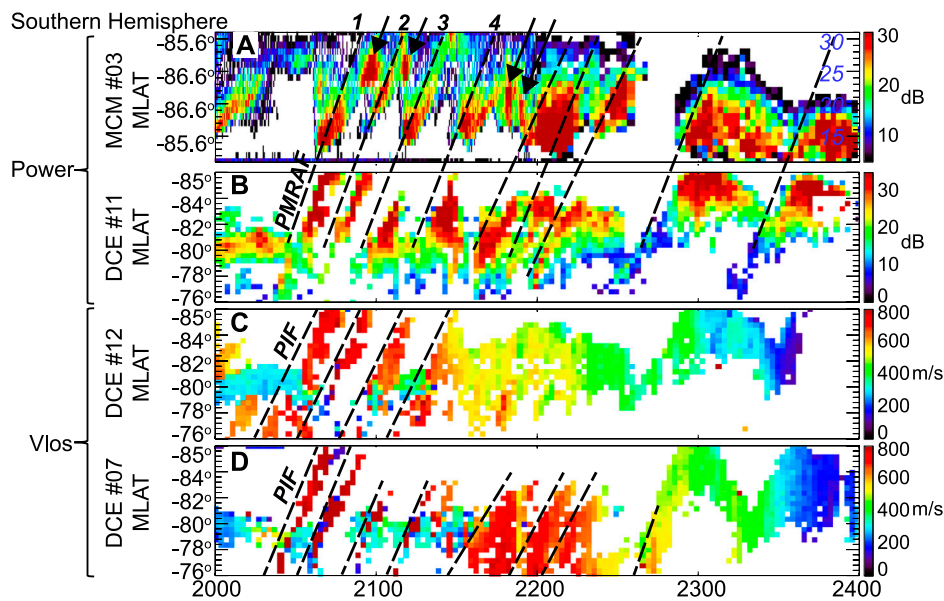 Southern Hemisphere
1 2 3 4
Power
Vlos
MCM #03
MLAT
-85.6°
-86.6°
-86.6°
-85.6°
A
30
25
15
30
20
10
dB
DCE #11
MLAT
-85°
-84°
-82°
-80°
-78°
-76°
B
30
20
10
0
dB
DCE #12
MLAT
-85°
-84°
-82°
-80°
-78°
-76°
C
PIF
800
600
400 m/s
200
0
DCE #07
MLAT
-85°
-82°
-80°
-78°
-76°
D
PIF
800
600
400 m/s
200
0
2000 2100 2200 2300 2400